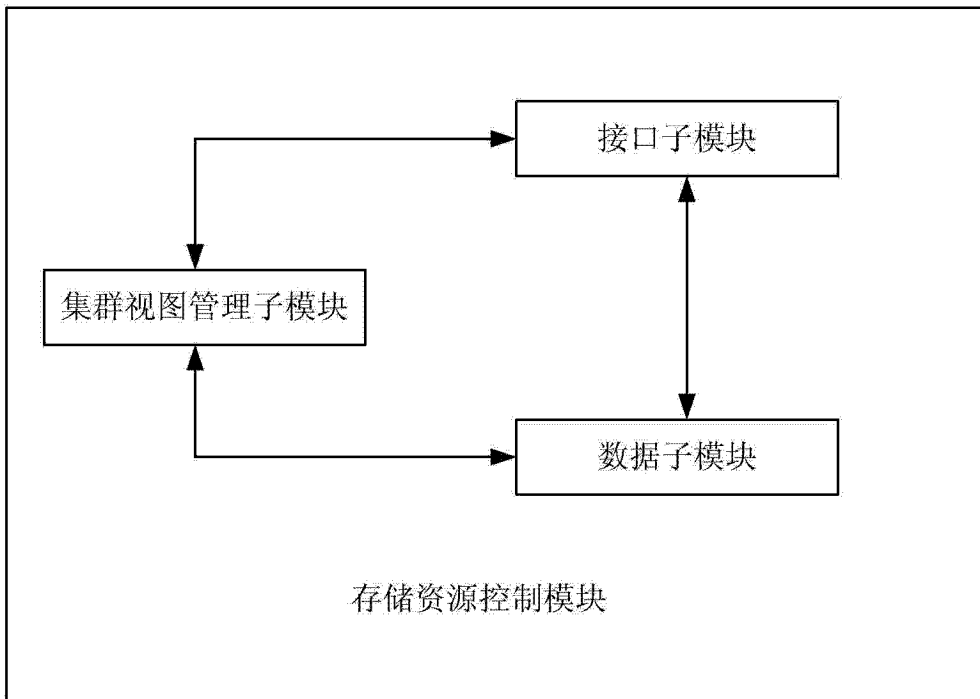 接口子模块
集群视图管理子模块
数据子模块
存储资源控制模块